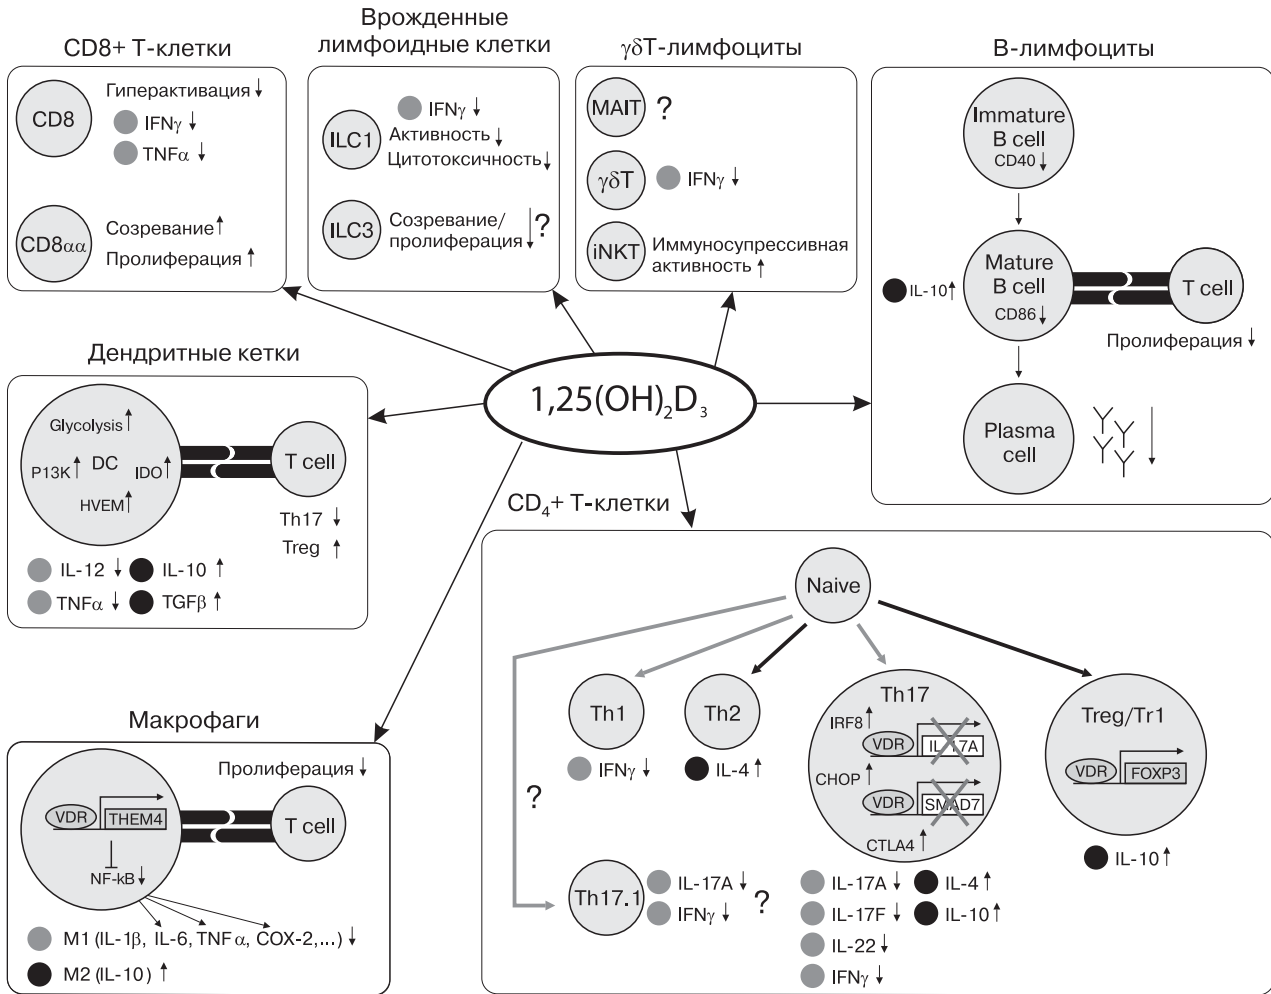 CD8+ Т-клетки
CD8
Гиперактивация ↓
IFNγ ↓
TNFα ↓
CD8αα
Созревание ↑
Пролиферация ↑
Врожденные
лимфоидные клетки
ILC1
IFNγ ↓
Активность ↓
Цитотоксичность ↓
ILC3
Созревание/
пролиферация ↓ ?
γδT-лимфоциты
MAIT ?
γδT
IFNγ ↓
iNKT
Иммуносупрессивная
активность ↑
В-лимфоциты
Immature
B cell
CD40 ↓
IL-10 ↑
Mature
B cell
CD86 ↓
T cell
Пролиферация ↓
Plasma
cell
1,25(OH)₂D₃
Дендритные кетки
Glycolysis ↑
P13K ↑
DC
IDO ↑
HVEM ↑
T cell
Th17 ↓
Treg ↑
IL-12 ↓
IL-10 ↑
TNFα ↓
TGFβ ↑
Макрофаги
Пролиферация ↓
VDR
THEM4
NF-kB ↓
T cell
M1 (IL-1β, IL-6, TNFα, COX-2,...) ↓
M2 (IL-10) ↑
CD₄+ Т-клетки
Naive
Th1
IFNγ ↓
Th2
IL-4 ↑
Th17
IRF8 ↑
VDR
IL-17A
CHOP ↑
VDR
SMAD7
CTLA4 ↑
IL-17A ↓
IL-4 ↑
IL-17F ↓
IL-10 ↑
IL-22 ↓
IFNγ ↓
Treg/Tr1
VDR
FOXP3
IL-10 ↑
?
Th17.1
IL-17A ↓
IFNγ ↓
?